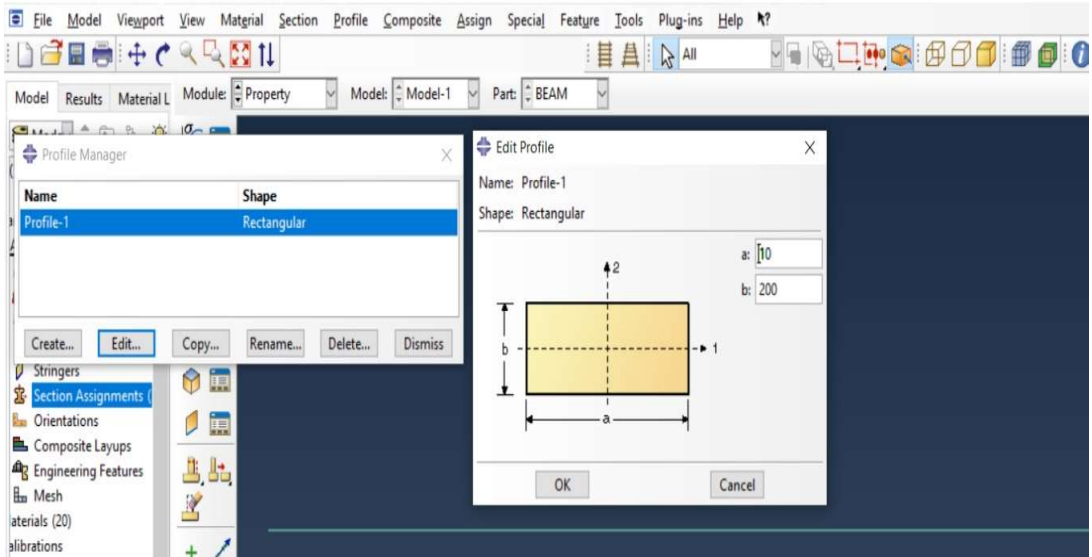 File Model Viewport View Material Section Profile Composite Assign Special Feature Tools Plug-ins Help
All
Model Results Material L Module: Property Model: Model-1 Part: BEAM
Profile Manager
Name Shape
Profile-1 Rectangular
Create... Edit... Copy... Rename... Delete... Dismiss
Edit Profile
Name: Profile-1
Shape: Rectangular
a: 10
b: 200
2
b
1
a
OK Cancel
Stringers
Section Assignments (
Orientations
Composite Layups
Engineering Features
Mesh
aterials (20)
alibrations